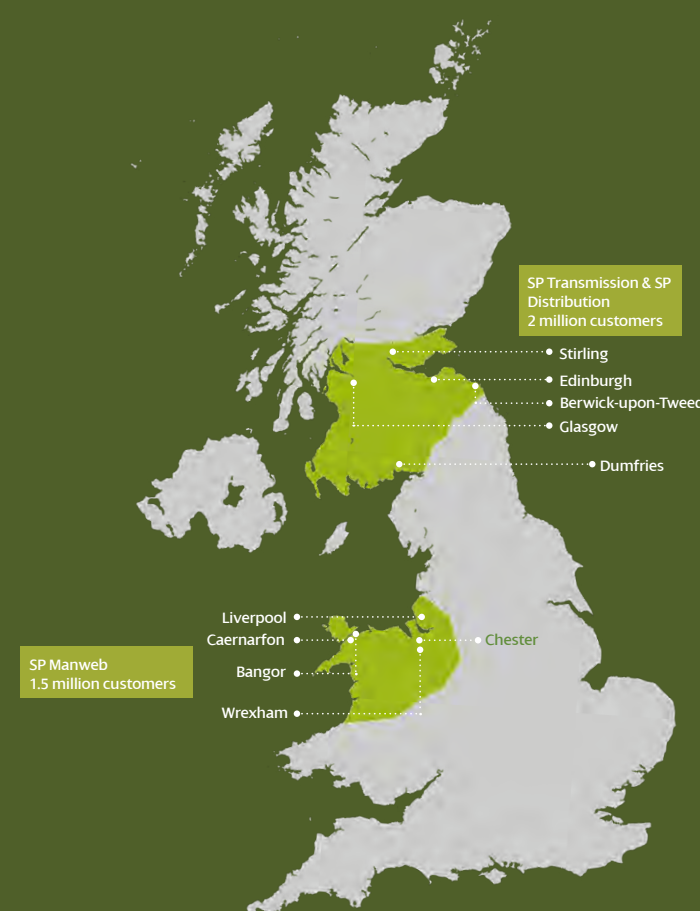 SP Transmission & SP
Distribution
2 million customers
Stirling
Edinburgh
Berwick-upon-Tweed
Glasgow
Dumfries
Liverpool
Caernarfon
Chester
SP Manweb
1.5 million customers
Bangor
Wrexham